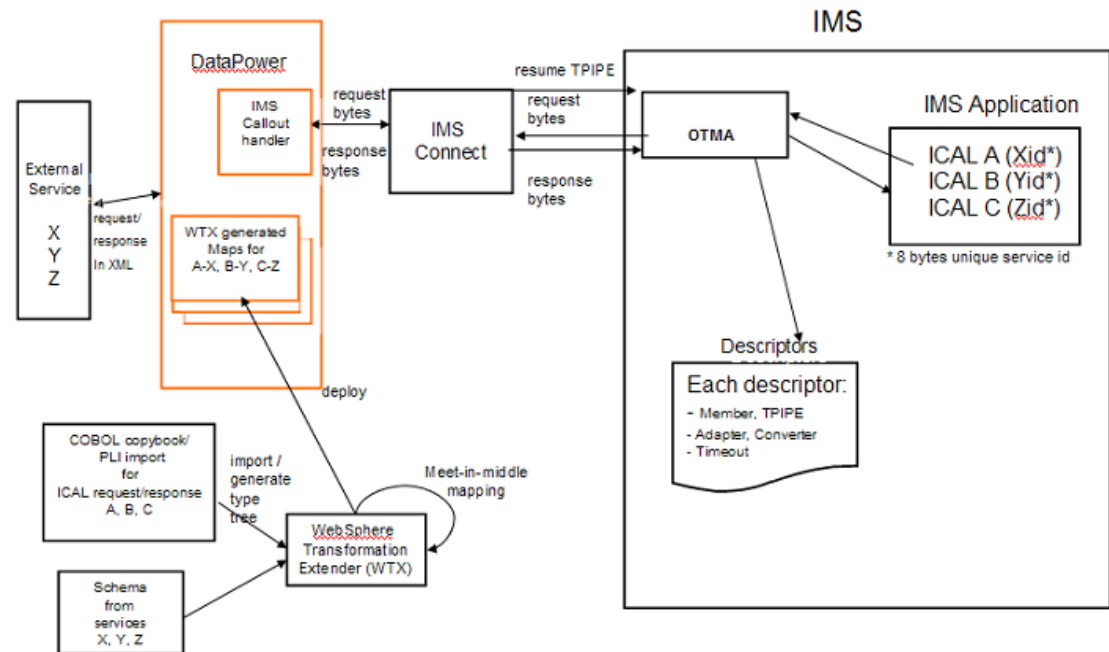 IMS
DataPower
IMS
Callout
handler
request
bytes
response
bytes
IMS
Connect
resume TPIPE
request
bytes
response
bytes
OTMA
IMS Application
ICAL A (Xid*)
ICAL B (Yid*)
ICAL C (Zid*)
* 8 bytes unique service id
External
Service
X
Y
Z
request/
response
In XML
WTX generated
Maps for
A-X, B-Y, C-Z
Descriptors
Each descriptor:
- Member, TPIPE
- Adapter, Converter
- Timeout
deploy
COBOL copybook/
PLI import
for
ICAL request/response
A, B, C
import /
generate
type
tree
Meet-in-middle
mapping
WebSphere
Transformation
Extender (WTX)
Schema
from
services
X, Y, Z